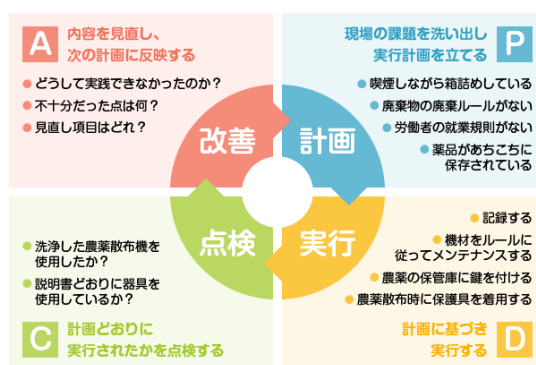 A
内容を見直し、
次の計画に反映する
● どうして実践できなかったのか？
● 不十分だった点は何？
● 見直し項目はどれ？
改善
現場の課題を洗い出し
実行計画を立てる
P
● 喫煙しながら箱詰めしている
● 廃棄物の廃棄ルールがない
● 労働者の就業規則がない
● 薬品があちこちに
保存されている
計画
点検
● 洗浄した農薬散布機を
使用したか？
● 説明書どおりに器具を
使用しているか？
C
計画どおりに
実行されたかを点検する
実行
● 記録する
● 機材をルールに
従ってメンテナンスする
● 農薬の保管庫に鍵を付ける
● 農薬散布時に保護具を着用する
計画に基づき
実行する
D